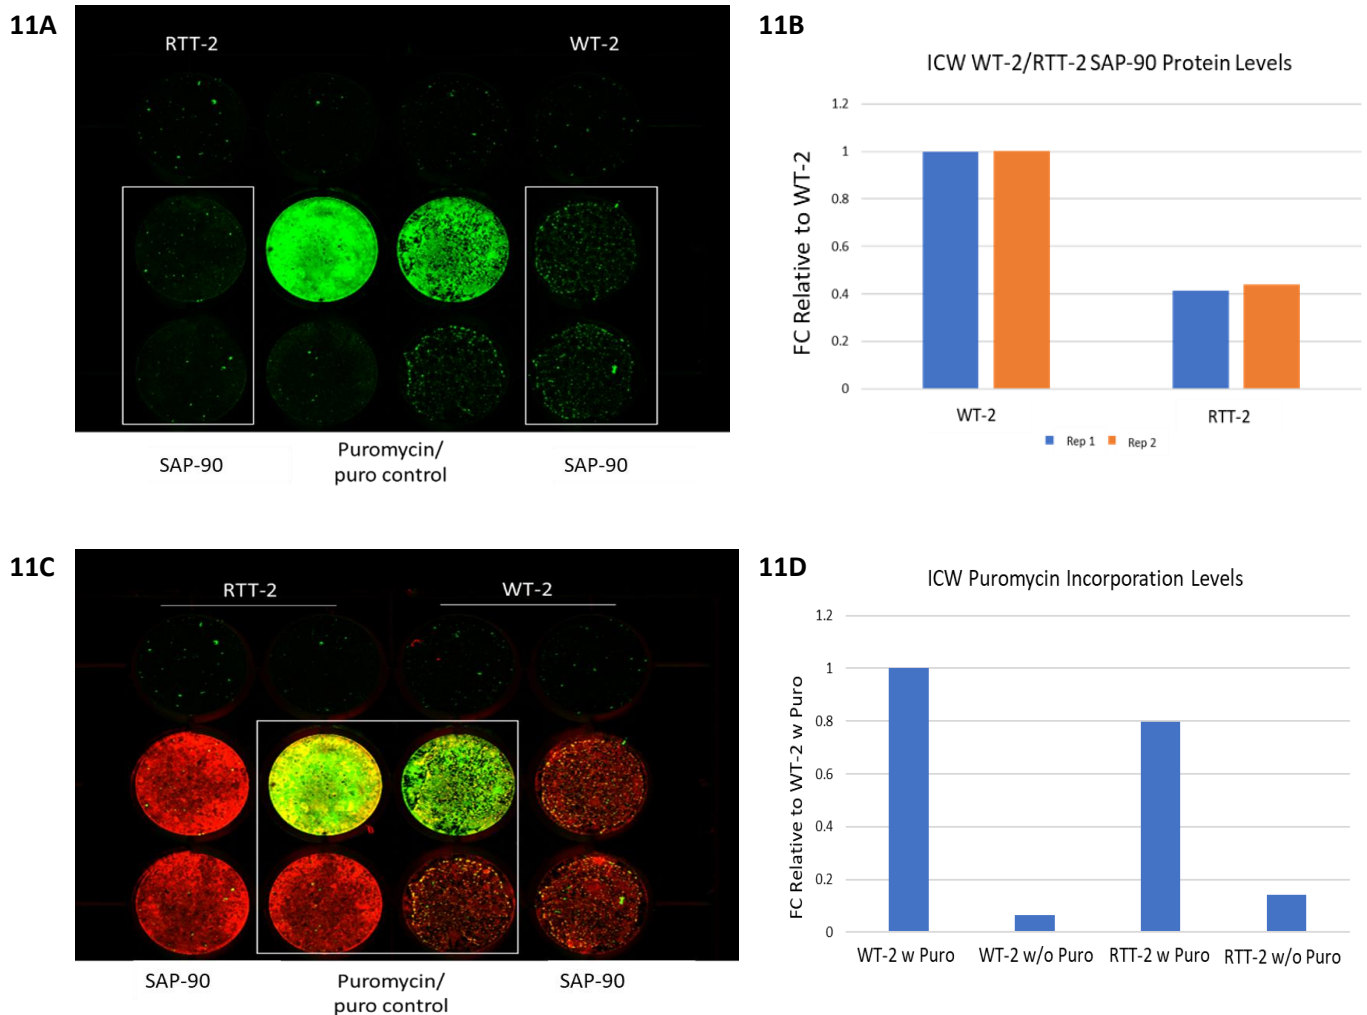 11A
RTT-2
WT-2
SAP-90
Puromycin/
puro control
SAP-90
11B
ICW WT-2/RTT-2 SAP-90 Protein Levels
FC Relative to WT-2
1.2
1
0.8
0.6
0.4
0.2
0
WT-2
RTT-2
Rep 1
Rep 2
11C
RTT-2
WT-2
SAP-90
Puromycin/
puro control
SAP-90
11D
ICW Puromycin Incorporation Levels
FC Relative to WT-2 w Puro
1.2
1
0.8
0.6
0.4
0.2
0
WT-2 w Puro
WT-2 w/o Puro
RTT-2 w Puro
RTT-2 w/o Puro